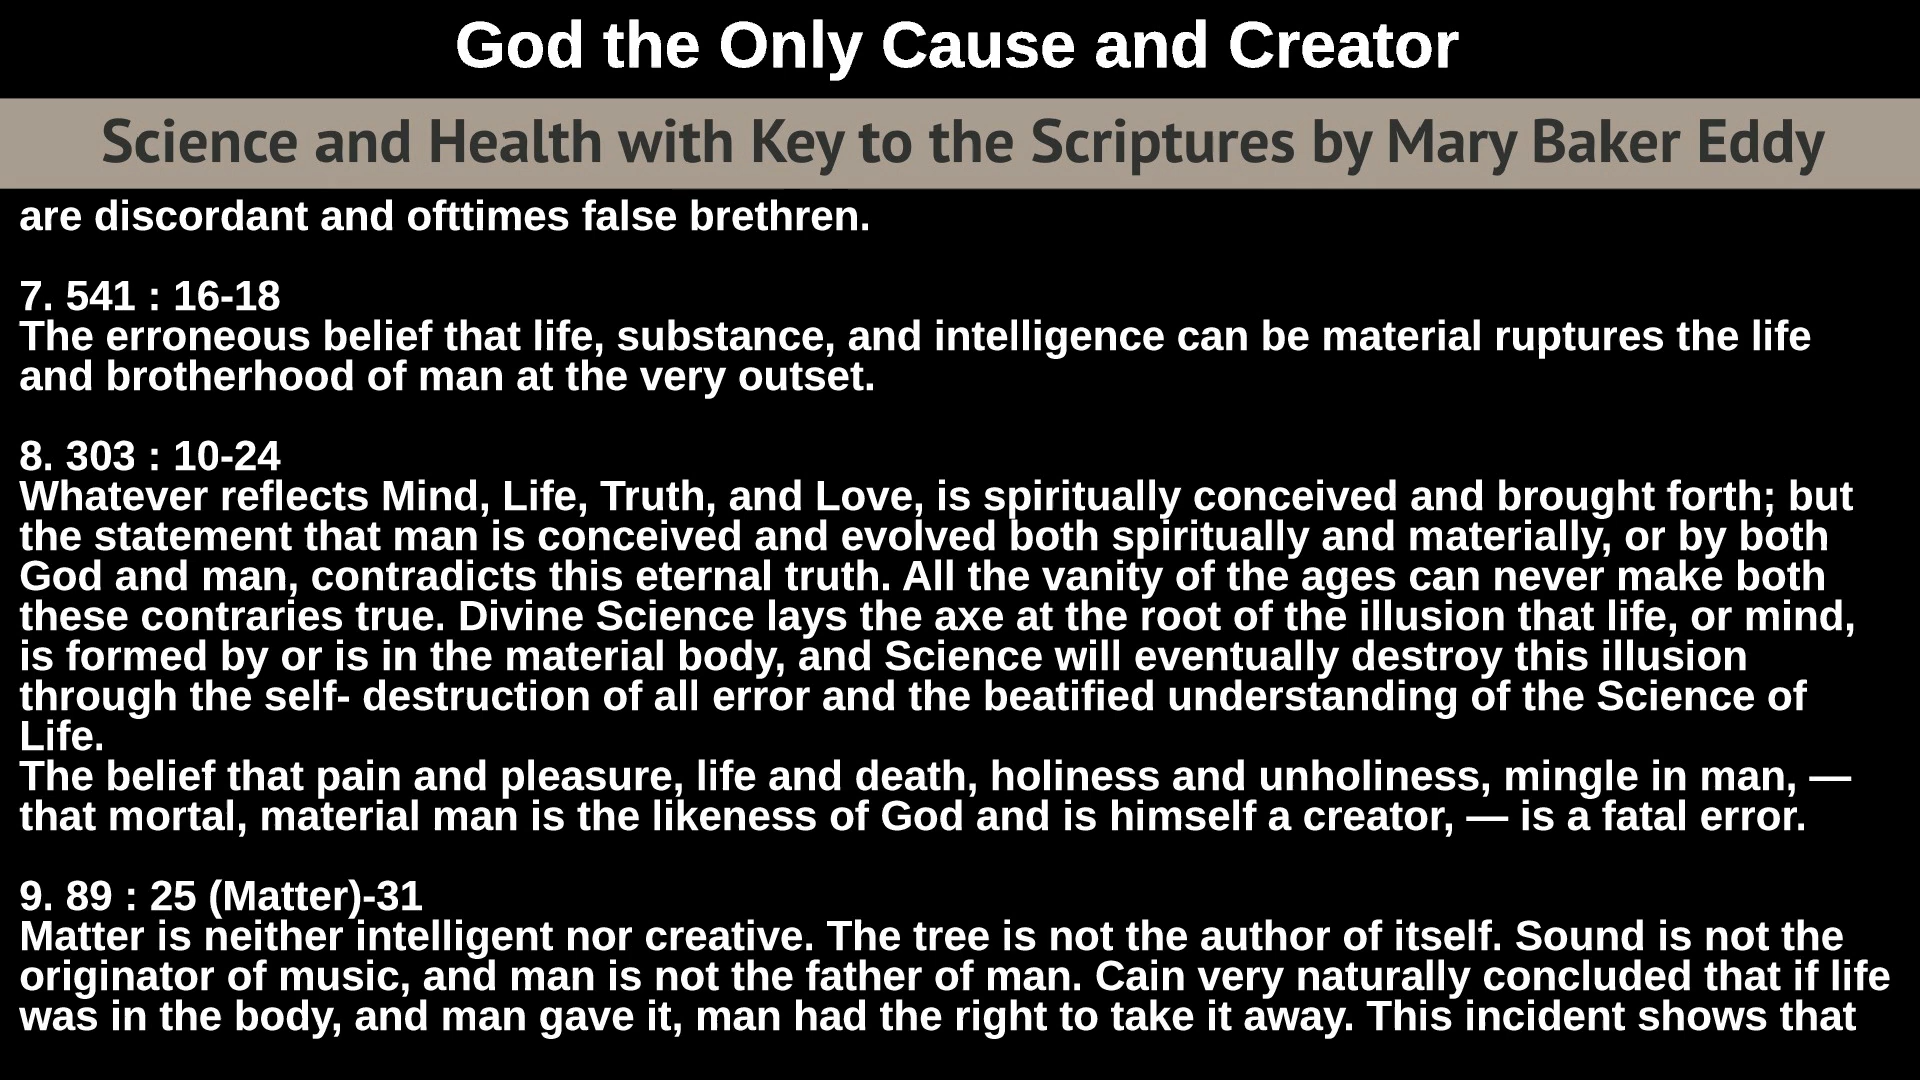 God the Only Cause and Creator
Science and Health with Key to the Scriptures by Mary Baker Eddy
are discordant and ofttimes false brethren.
7. 541 : 16-18
The erroneous belief that life, substance, and intelligence can be material ruptures the life
and brotherhood of man at the very outset.
8. 303 : 10-24
Whatever reflects Mind, Life, Truth, and Love, is spiritually conceived and brought forth; but
the statement that man is conceived and evolved both spiritually and materially, or by both
God and man, contradicts this eternal truth. All the vanity of the ages can never make both
these contraries true. Divine Science lays the axe at the root of the illusion that life, or mind,
is formed by or is in the material body, and Science will eventually destroy this illusion
through the self- destruction of all error and the beatified understanding of the Science of
Life.
The belief that pain and pleasure, life and death, holiness and unholiness, mingle in man, —
that mortal, material man is the likeness of God and is himself a creator, — is a fatal error.
9. 89 : 25 (Matter)-31
Matter is neither intelligent nor creative. The tree is not the author of itself. Sound is not the
originator of music, and man is not the father of man. Cain very naturally concluded that if life
was in the body, and man gave it, man had the right to take it away. This incident shows that